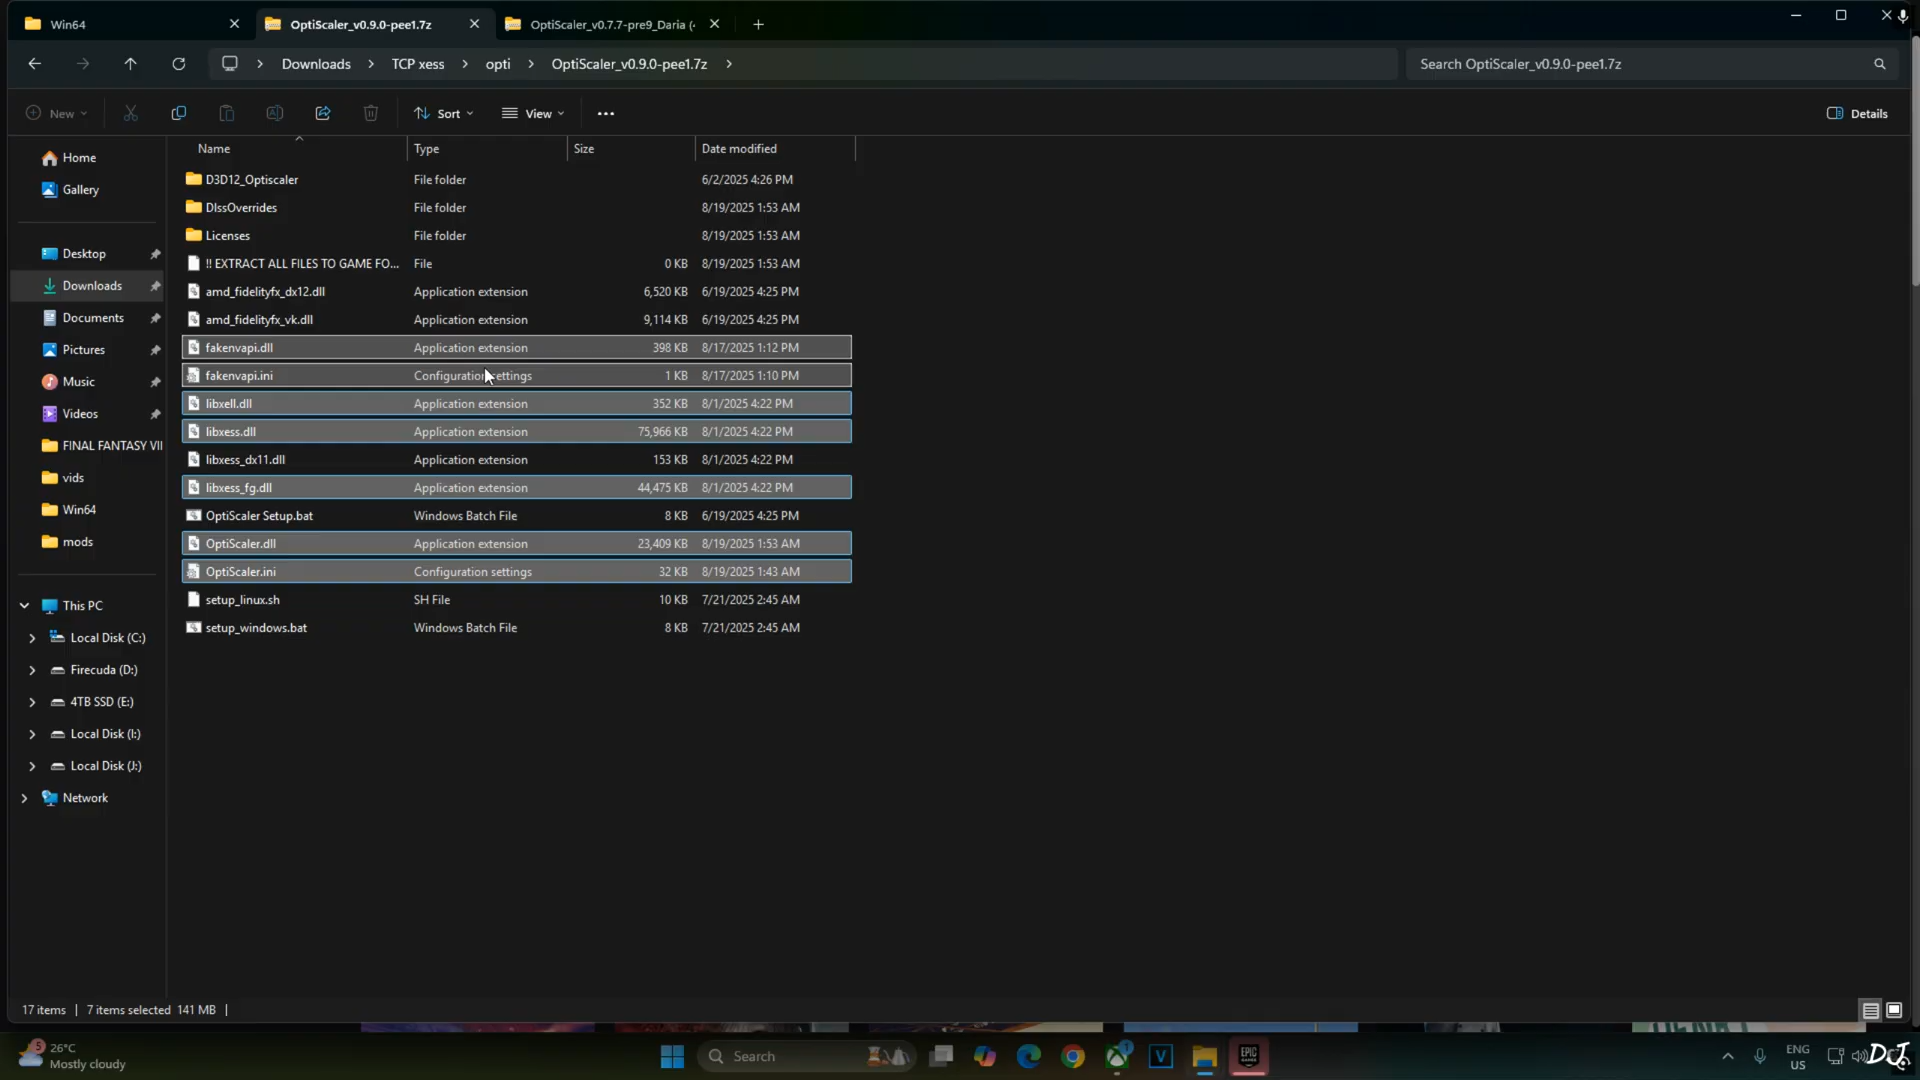 Win64
OptiScaler_v0.9.0-pee1.7z
OptiScaler_v0.7.7-pre9_Daria (
Downloads
TCP xess
opti
OptiScaler_v0.9.0-pee1.7z
Search OptiScaler_v0.9.0-pee1.7z
New
Sort
View
Details
Name Type Size Date modified
D3D12_Optiscaler File folder 6/2/2025 4:26 PM
DlssOverrides File folder 8/19/2025 1:53 AM
Licenses File folder 8/19/2025 1:53 AM
!! EXTRACT ALL FILES TO GAME FO... File 0 KB 8/19/2025 1:53 AM
amd_fidelityfx_dx12.dll Application extension 6,520 KB 6/19/2025 4:25 PM
amd_fidelityfx_vk.dll Application extension 9,114 KB 6/19/2025 4:25 PM
fakenvapi.dll Application extension 398 KB 8/17/2025 1:12 PM
fakenvapi.ini Configuration settings 1 KB 8/17/2025 1:10 PM
libxell.dll Application extension 352 KB 8/1/2025 4:22 PM
libxess.dll Application extension 75,966 KB 8/1/2025 4:22 PM
libxess_dx11.dll Application extension 153 KB 8/1/2025 4:22 PM
libxess_fg.dll Application extension 44,475 KB 8/1/2025 4:22 PM
OptiScaler Setup.bat Windows Batch File 8 KB 6/19/2025 4:25 PM
OptiScaler.dll Application extension 23,409 KB 8/19/2025 1:53 AM
OptiScaler.ini Configuration settings 32 KB 8/19/2025 1:43 AM
setup_linux.sh SH File 10 KB 7/21/2025 2:45 AM
setup_windows.bat Windows Batch File 8 KB 7/21/2025 2:45 AM
Home
Gallery
Desktop
Downloads
Documents
Pictures
Music
Videos
FINAL FANTASY VII
vids
Win64
mods
This PC
Local Disk (C:)
Firecuda (D:)
4TB SSD (E:)
Local Disk (I:)
Local Disk (J:)
Network
17 items | 7 items selected 141 MB |
5
26°C
Mostly cloudy
Search
1
V
EPIC
GAMES
ENG
US
DJ